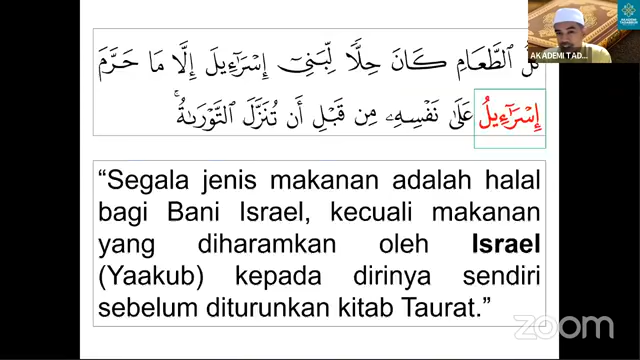 ٱلطَّعَامِ كَانَ حِلًّا لِّبَنِىٓ إِسْرَٰٓءِيلَ إِلَّا مَا حَرَّمَ
إِسْرَٰٓءِيلُ عَلَىٰ نَفْسِهِۦ مِن قَبْلِ أَن تُنَزَّلَ ٱلتَّوْرَىٰةُ ۚ
“Segala jenis makanan adalah halal
bagi Bani Israel, kecuali makanan
yang diharamkan oleh Israel
(Yaakub) kepada dirinya sendiri
sebelum diturunkan kitab Taurat.”
AKADEMI TAD...
zoom